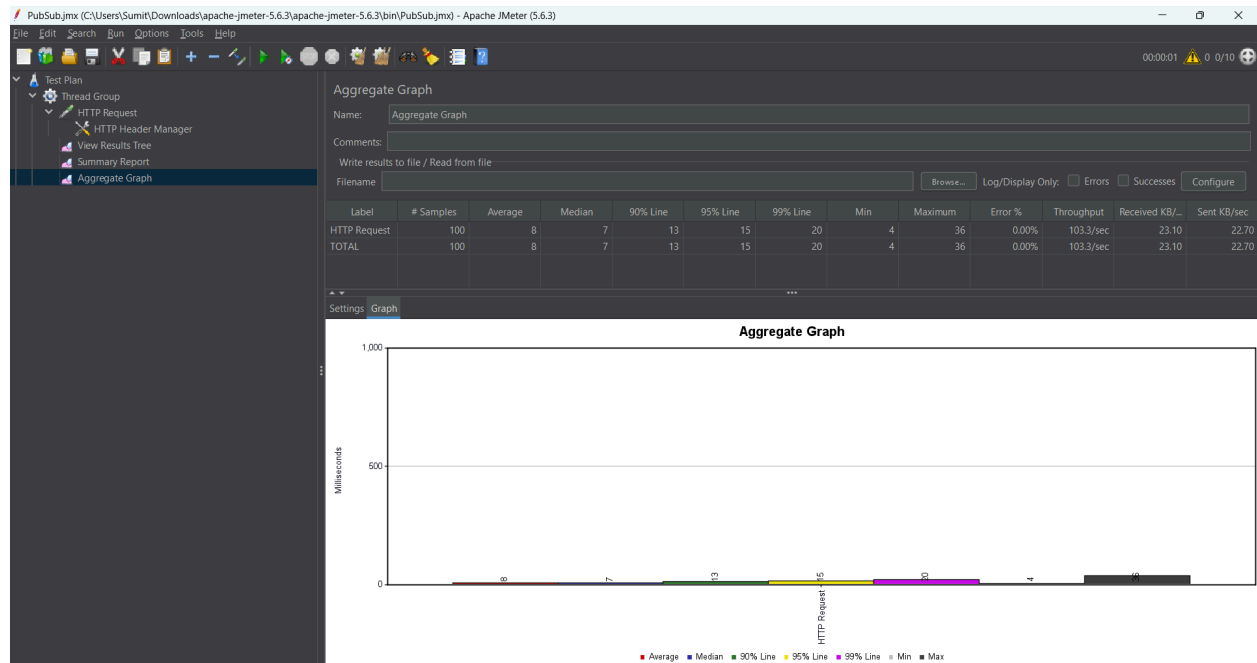 PubSub.jmx (C:\Users\Sumit\Downloads\apache-jmeter-5.6.3\apache-jmeter-5.6.3\bin\PubSub.jmx) - Apache JMeter (5.6.3)
File Edit Search Run Options Tools Help
00:00:01 0 0/10
Test Plan
Thread Group
HTTP Request
HTTP Header Manager
View Results Tree
Summary Report
Aggregate Graph
Aggregate Graph
Name: Aggregate Graph
Comments:
Write results to file / Read from file
Filename Browse... Log/Display Only: Errors Successes Configure
Label # Samples Average Median 90% Line 95% Line 99% Line Min Maximum Error % Throughput Received KB/... Sent KB/sec
HTTP Request 100 8 7 13 15 20 4 36 0.00% 103.3/sec 23.10 22.70
TOTAL 100 8 7 13 15 20 4 36 0.00% 103.3/sec 23.10 22.70
Settings Graph
Aggregate Graph
1,000
500
0
Milliseconds
8 7 13 15 20 4 36
HTTP Request
Average Median 90% Line 95% Line 99% Line Min Max